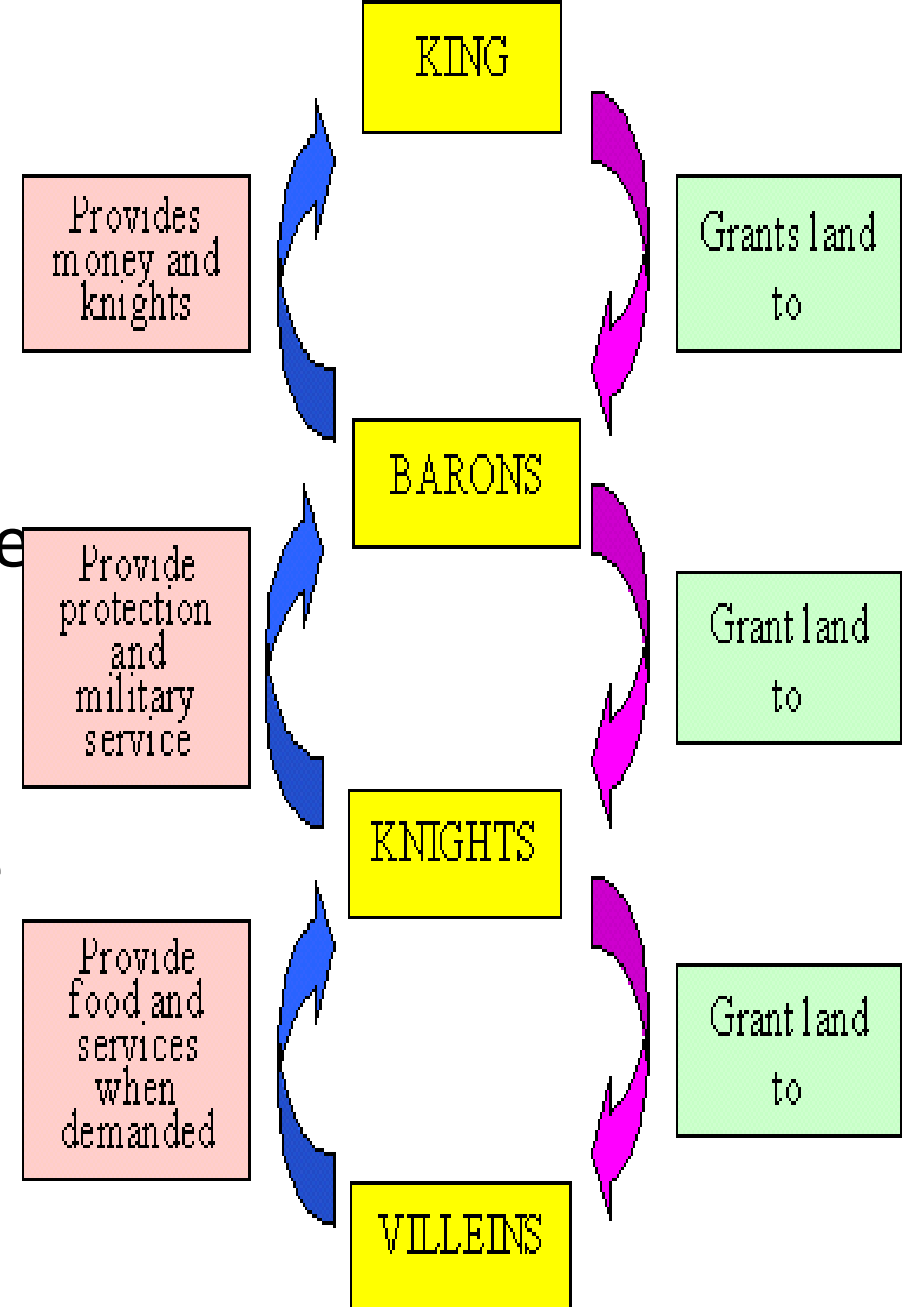 KING
Provides
money and
knights
Grants land
to
BARONS
e
Provide
protection
and
military
service
Grant land
to
KNIGHTS
Provide
food and
services
when
demanded
Grant land
to
VILLEINS